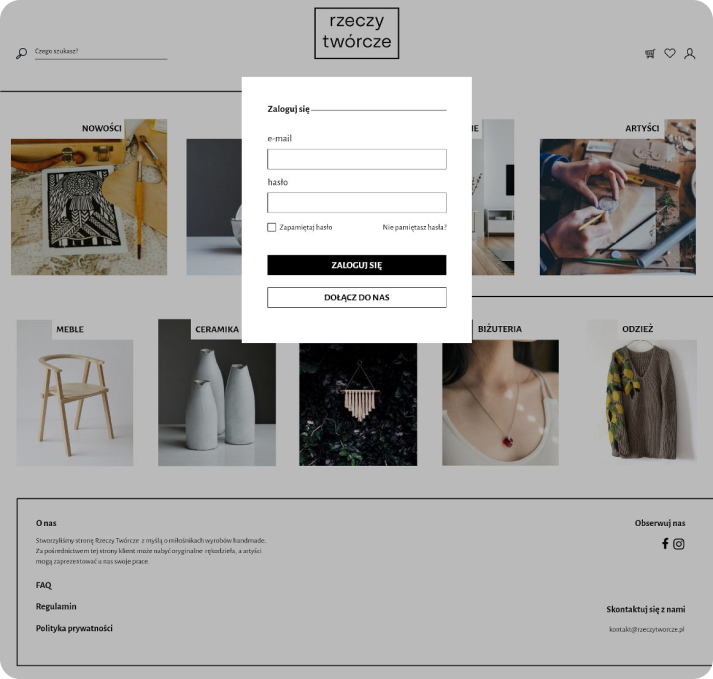 rzeczy
twórcze
Czego szukasz?
Zaloguj się
NOWOŚCI
ARTYŚCI
e-mail
hasło
Zapamiętaj hasło
Nie pamiętasz hasła?
ZALOGUJ SIĘ
DOŁĄCZ DO NAS
MEBLE
CERAMIKA
BIŻUTERIA
ODZIEŻ
O nas
Stworzyliśmy stronę Rzeczy Twórcze z myślą o miłośnikach wyrobów handmade.
Za pośrednictwem tej strony klient może nabyć oryginalne rękodzieła, a artyści
mogą zaprezentować u nas swoje prace.
FAQ
Regulamin
Polityka prywatności
Obserwuj nas
Skontaktuj się z nami
kontakt@rzeczytworcze.pl